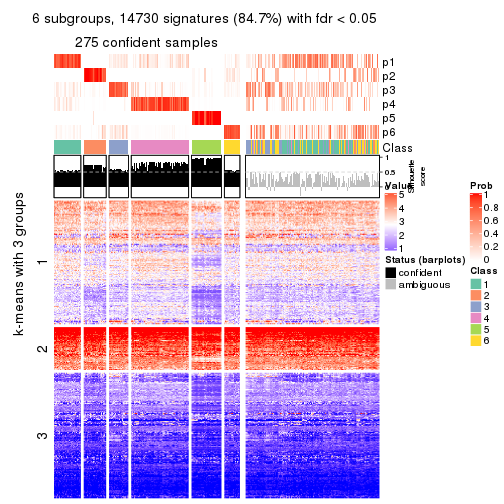 6 subgroups, 14730 signatures (84.7%) with fdr < 0.05
275 confident samples
p1
p2
p3
p4
p5
p6
Class
1
0.5
0
Silhouette
score
k-means with 3 groups
1
2
3
Value
5
4
3
2
1
Status (barplots)
confident
ambiguous
Prob
1
0.8
0.6
0.4
0.2
0
Class
1
2
3
4
5
6